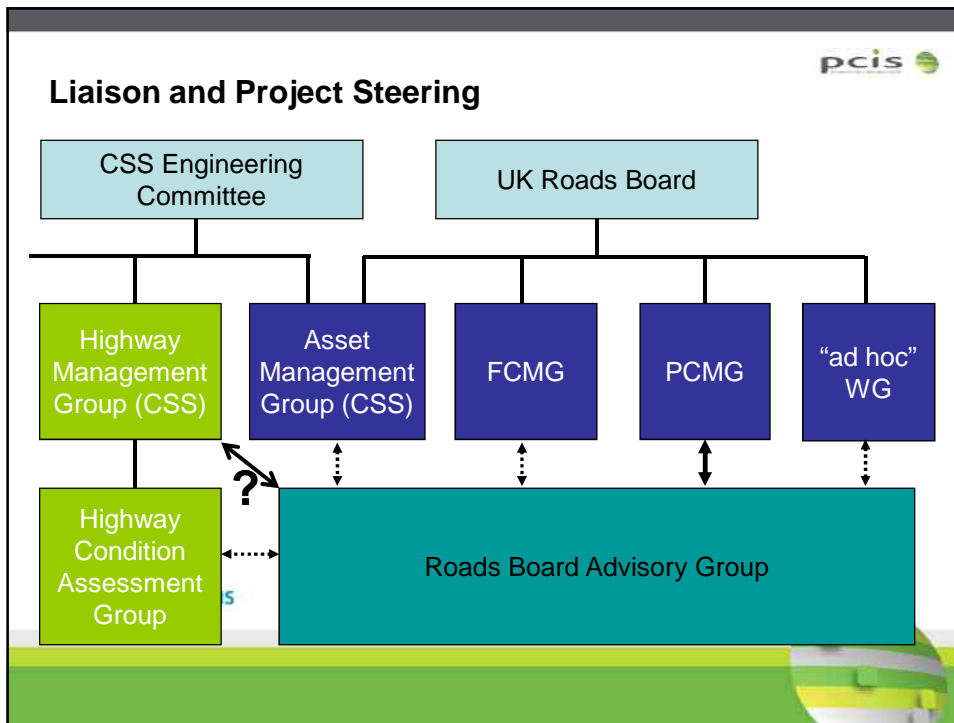 pcis
Liaison and Project Steering
CSS Engineering
Committee
UK Roads Board
Highway
Management
Group (CSS)
Asset
Management
Group (CSS)
FCMG
PCMG
“ad hoc”
WG
?
Highway
Condition
Assessment
Group
Roads Board Advisory Group